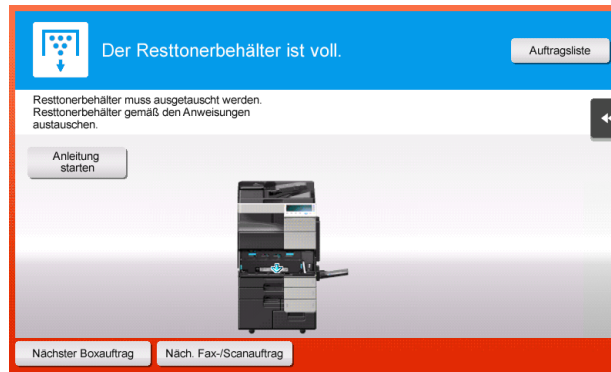 Der Resttonerbehälter ist voll.
Auftragsliste
Resttonerbehälter muss ausgetauscht werden.
Resttonerbehälter gemäß den Anweisungen
austauschen.
Anleitung
starten
Nächster Boxauftrag
Näch. Fax-/Scanauftrag